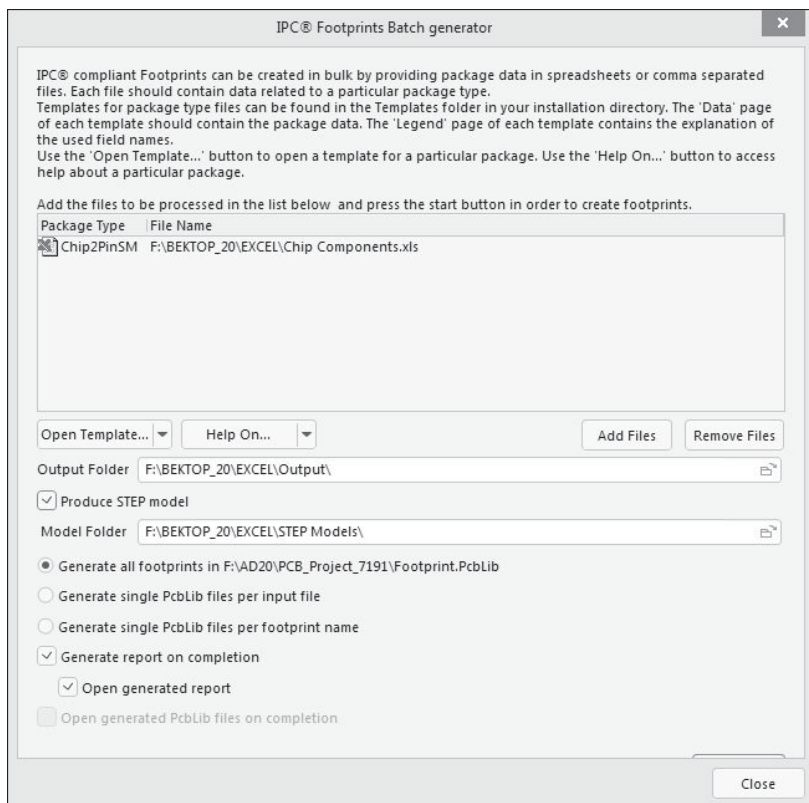 IPC® Footprints Batch generator
IPC® compliant Footprints can be created in bulk by providing package data in spreadsheets or comma separated
files. Each file should contain data related to a particular package type.
Templates for package type files can be found in the Templates folder in your installation directory. The 'Data' page
of each template should contain the package data. The 'Legend' page of each template contains the explanation of
the used field names.
Use the 'Open Template...' button to open a template for a particular package. Use the 'Help On...' button to access
help about a particular package.
Add the files to be processed in the list below and press the start button in order to create footprints.
Package Type File Name
Chip2PinSM F:\BEKTOP_20\EXCEL\Chip Components.xls
Open Template... Help On... Add Files Remove Files
Output Folder F:\BEKTOP_20\EXCEL\Output\
Produce STEP model
Model Folder F:\BEKTOP_20\EXCEL\STEP Models\
Generate all footprints in F:\AD20\PCB_Project_7191\Footprint.PcbLib
Generate single PcbLib files per input file
Generate single PcbLib files per footprint name
Generate report on completion
Open generated report
Open generated PcbLib files on completion
Close